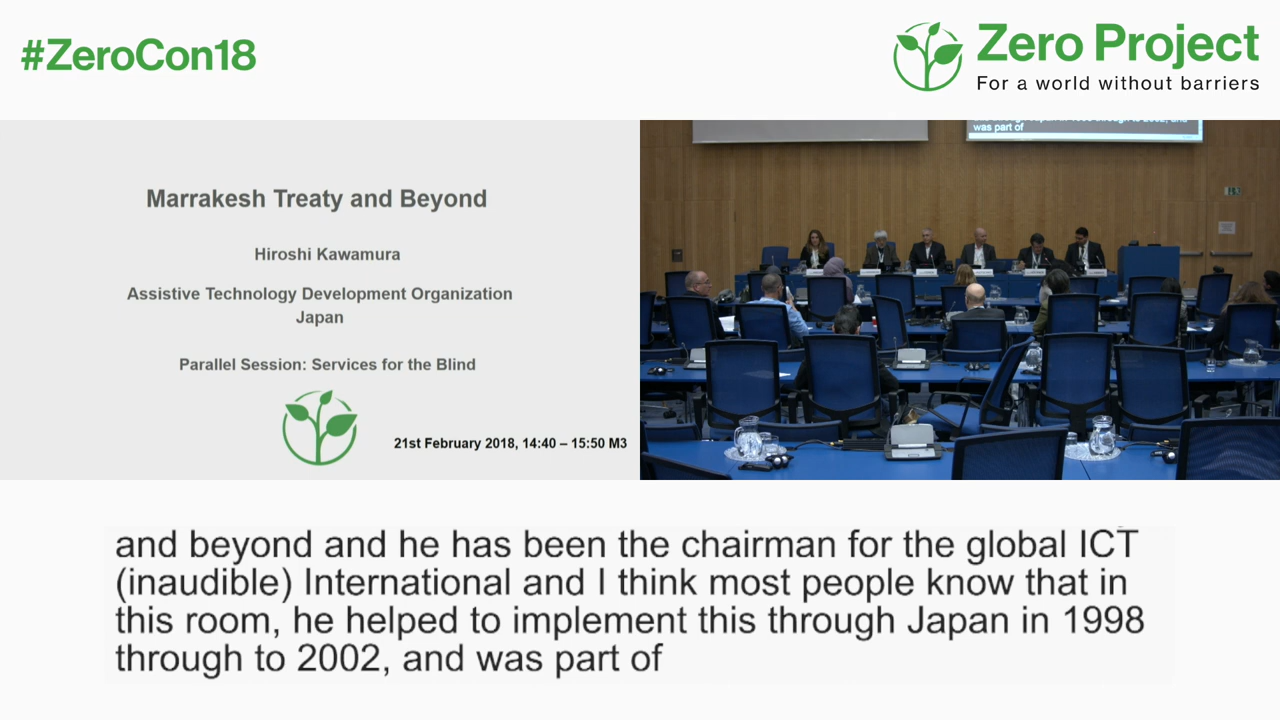 #ZeroCon18
Zero Project
For a world without barriers
Marrakesh Treaty and Beyond
Hiroshi Kawamura
Assistive Technology Development Organization
Japan
Parallel Session: Services for the Blind
21st February 2018, 14:40 – 15:50 M3
was part of
and beyond and he has been the chairman for the global ICT
(inaudible) International and I think most people know that in
this room, he helped to implement this through Japan in 1998
through to 2002, and was part of